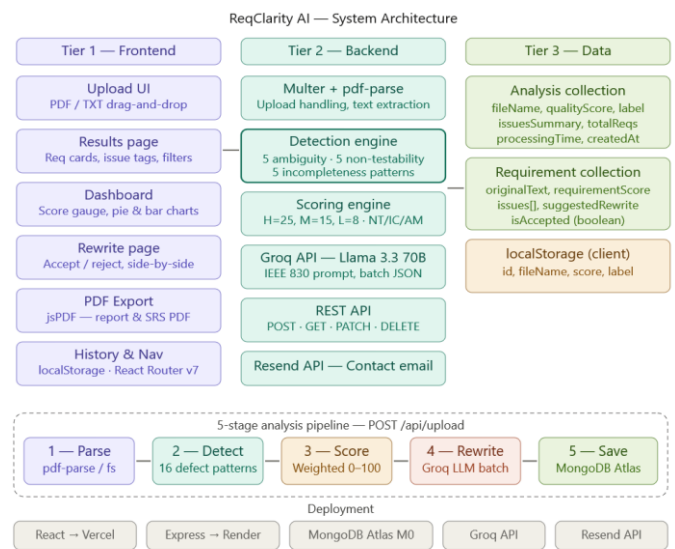 ReqClarity AI — System Architecture
Tier 1 — Frontend
Upload UI
PDF / TXT drag-and-drop
Results page
Req cards, issue tags, filters
Dashboard
Score gauge, pie & bar charts
Rewrite page
Accept / reject, side-by-side
PDF Export
jsPDF — report & SRS PDF
History & Nav
localStorage · React Router v7
Tier 2 — Backend
Multer + pdf-parse
Upload handling, text extraction
Detection engine
5 ambiguity · 5 non-testability
5 incompleteness patterns
Scoring engine
H=25, M=15, L=8 · NT/IC/AM
Groq API — Llama 3.3 70B
IEEE 830 prompt, batch JSON
REST API
POST · GET · PATCH · DELETE
Resend API — Contact email
Tier 3 — Data
Analysis collection
fileName, qualityScore, label
issuesSummary, totalReqs
processingTime, createdAt
Requirement collection
originalText, requirementScore
issues[], suggestedRewrite
isAccepted (boolean)
localStorage (client)
id, fileName, score, label
5-stage analysis pipeline — POST /api/upload
1 — Parse
pdf-parse / fs
2 — Detect
16 defect patterns
3 — Score
Weighted 0–100
4 — Rewrite
Groq LLM batch
5 — Save
MongoDB Atlas
Deployment
React → Vercel
Express → Render
MongoDB Atlas M0
Groq API
Resend API